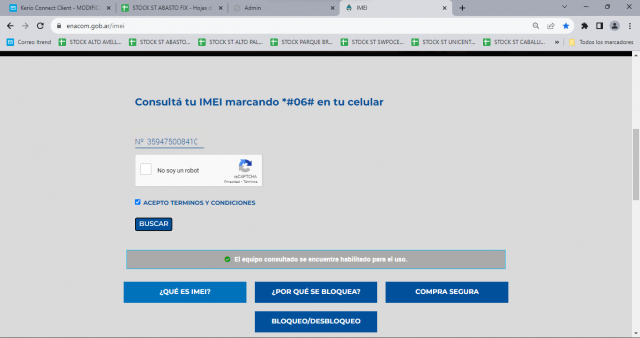 Kerio Connect Client - MODIFIC
STOCK ST ABASTO FIX - Hojas d
Admin
IMEI
enacom.gob.ar/imei
Correo Itrend
STOCK ALTO AVELL...
STOCK ST ABASTO...
STOCK ST ALTO PAL...
STOCK PARQUE BR...
STOCK ST SWPOCE...
STOCK ST UNICENT...
STOCK ST CABALLI...
»
Todos los marcadores
Consultá tu IMEI marcando *#06# en tu celular
Nº 35947500841
No soy un robot
reCAPTCHA
Privacidad - Términos
ACEPTO TERMINOS Y CONDICIONES
BUSCAR
El equipo consultado se encuentra habilitado para el uso.
¿QUÉ ES IMEI?
¿POR QUÉ SE BLOQUEA?
COMPRA SEGURA
BLOQUEO/DESBLOQUEO